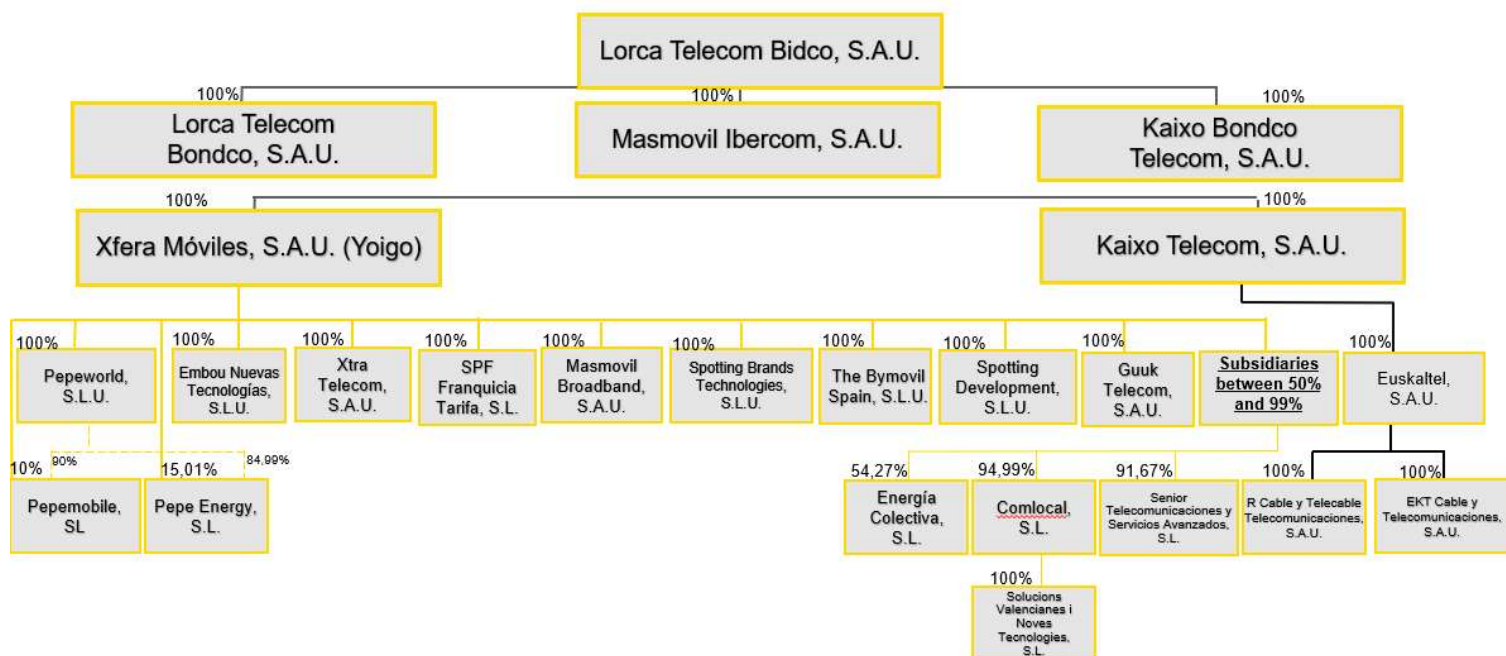 Lorca Telecom Bidco, S.A.U.
100%
100%
100%
Lorca Telecom
Bondco, S.A.U.
Masmovil Ibercom, S.A.U.
Kaixo Bondco
Telecom, S.A.U.
100%
100%
Xfera Móviles, S.A.U. (Yoigo)
Kaixo Telecom, S.A.U.
100%
Pepeworld,
S.L.U.
100%
Embou Nuevas
Tecnologías,
S.L.U.
100%
Xtra
Telecom,
S.A.U.
100%
SPF
Franquicia
Tarifa, S.L.
100%
Masmovil
Broadband,
S.A.U.
100%
Spotting Brands
Technologies,
S.L.U.
100%
The Bymovil
Spain, S.L.U.
100%
Spotting
Development,
S.L.U.
100%
Guuk
Telecom,
S.A.U.
Subsidiaries
between 50%
and 99%
100%
Euskaltel,
S.A.U.
10%
90%
Pepemobile,
SL
15,01%
84,99%
Pepe Energy,
S.L.
54,27%
Energía
Colectiva,
S.L.
94,99%
Comlocal,
S.L.
91,67%
Senior
Telecomunicaciones y
Servicios Avanzados,
S.L.
100%
R Cable y Telecable
Telecomunicaciones,
S.A.U.
100%
EKT Cable y
Telecomunicaciones,
S.A.U.
100%
Solucions
Valencianes i
Noves
Tecnologies,
S.L.